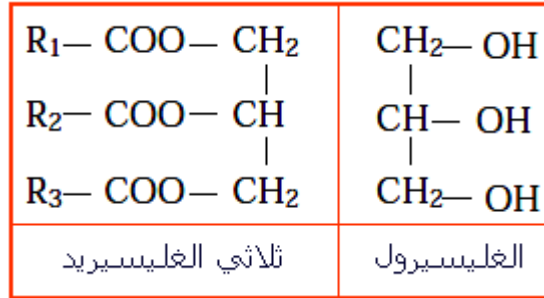 R₁— COO— CH₂
R₂— COO— CH
R₃— COO— CH₂
ثلاثي الغليسيريد
CH₂— OH
CH— OH
CH₂— OH
الغليسيرول